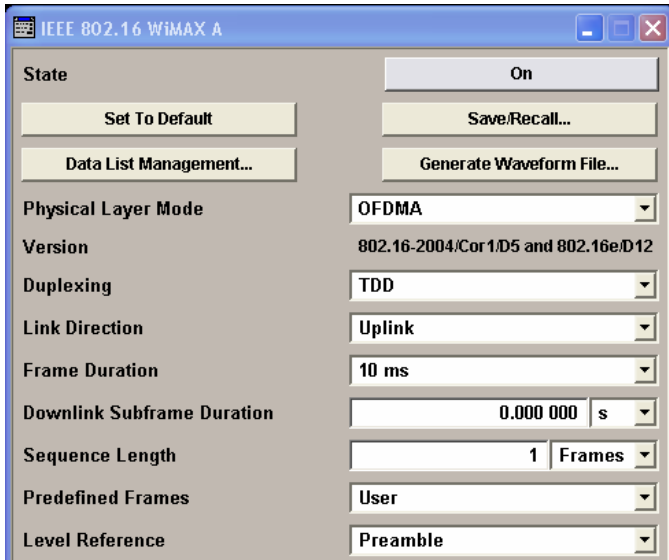 IEEE 802.16 WiMAX A
State On
Set To Default Save/Recall...
Data List Management... Generate Waveform File...
Physical Layer Mode OFDMA
Version 802.16-2004/Cor1/D5 and 802.16e/D12
Duplexing TDD
Link Direction Uplink
Frame Duration 10 ms
Downlink Subframe Duration 0.000 000 s
Sequence Length 1 Frames
Predefined Frames User
Level Reference Preamble